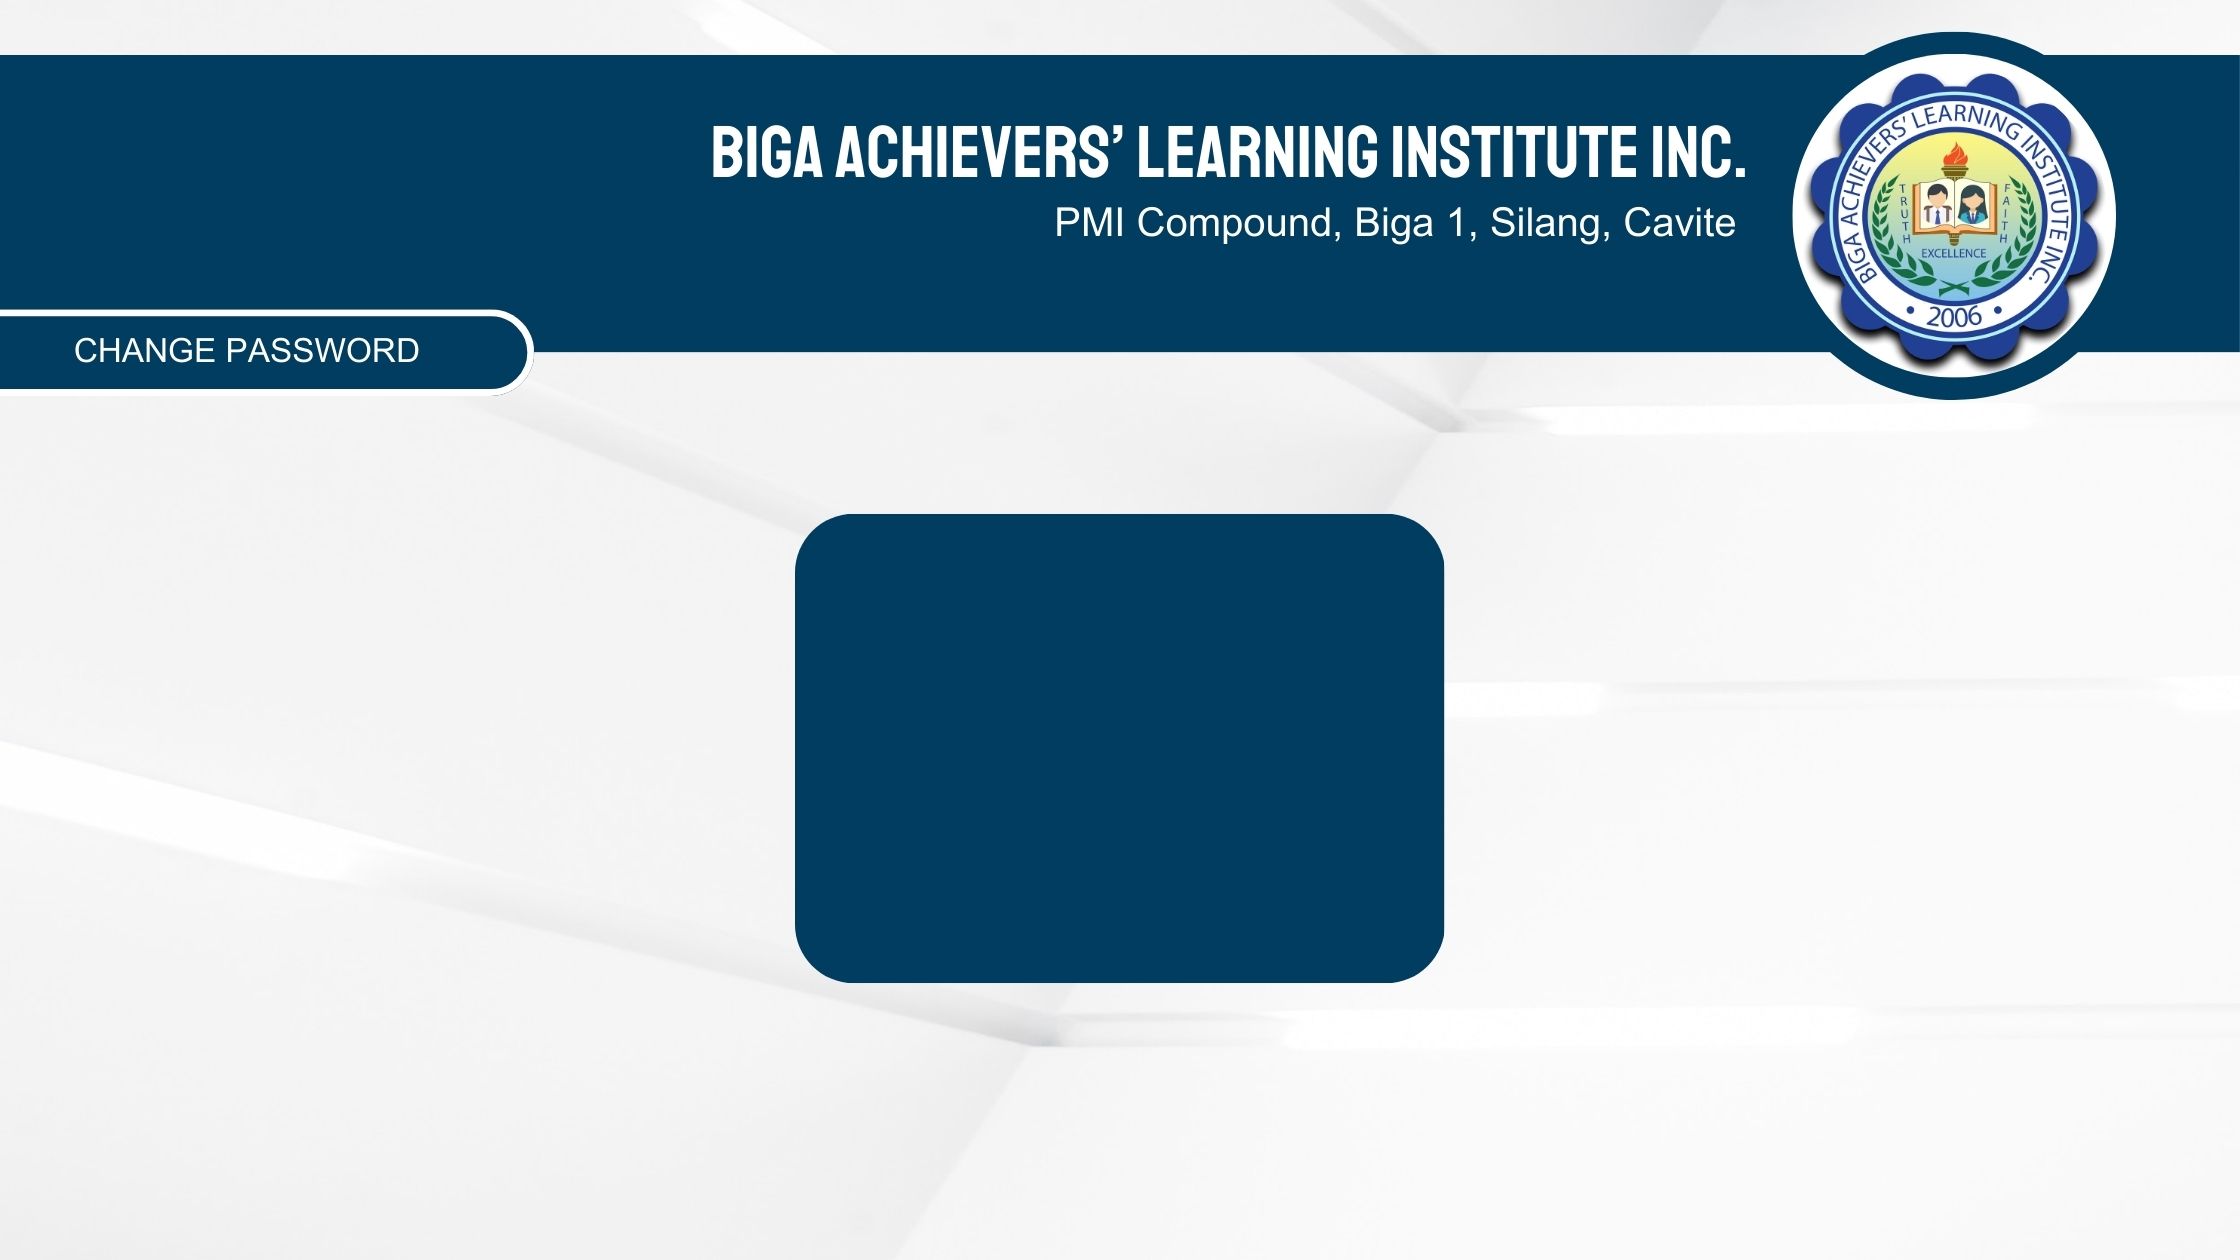 BIGA ACHIEVERS’ LEARNING INSTITUTE INC.
PMI Compound, Biga 1, Silang, Cavite
BIGA ACHIEVERS' LEARNING INSTITUTE INC.
TRUTH
FAITH
EXCELLENCE
• 2006 •
CHANGE PASSWORD